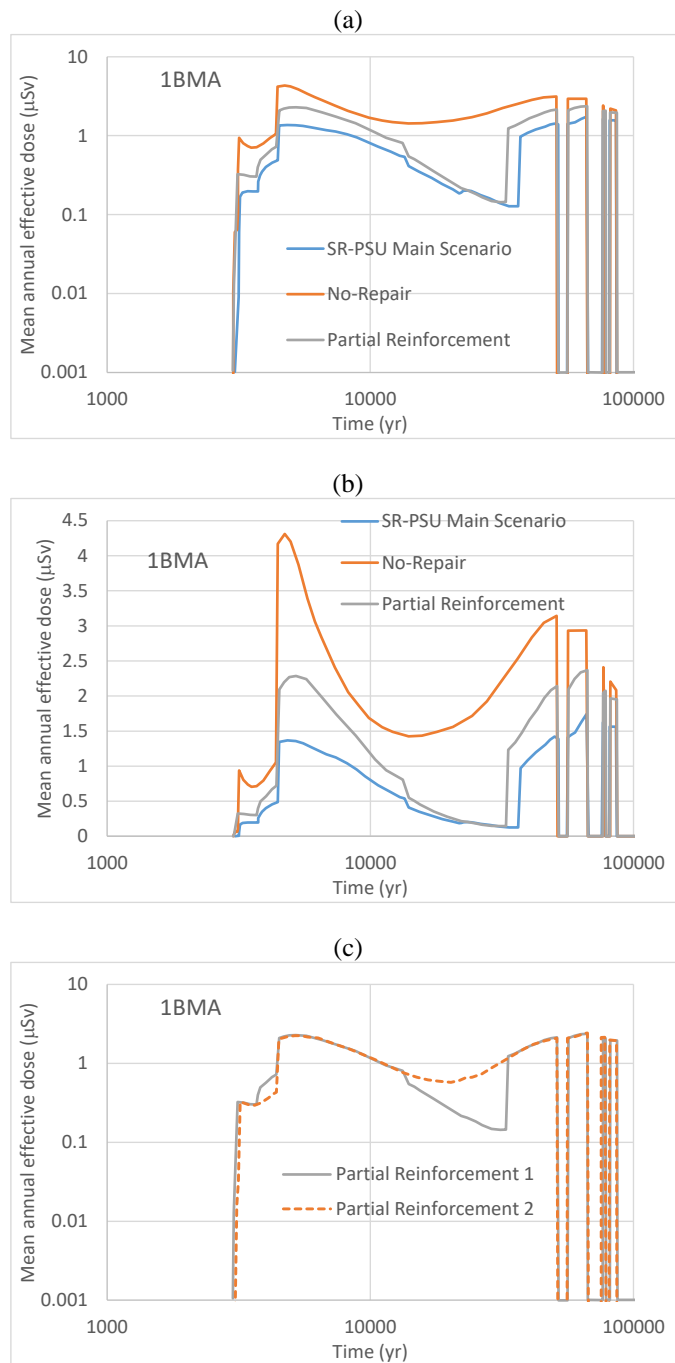 (a)
1BMA
Mean annual effective dose (µSv)
10
1
0.1
0.01
0.001
SR-PSU Main Scenario
No-Repair
Partial Reinforcement
1000
10000
100000
Time (yr)
(b)
1BMA
Mean annual effective dose (µSv)
4.5
4
3.5
3
2.5
2
1.5
1
0.5
0
SR-PSU Main Scenario
No-Repair
Partial Reinforcement
1000
10000
100000
Time (yr)
(c)
1BMA
Mean annual effective dose (µSv)
10
1
0.1
0.01
0.001
Partial Reinforcement 1
Partial Reinforcement 2
1000
10000
100000
Time (yr)